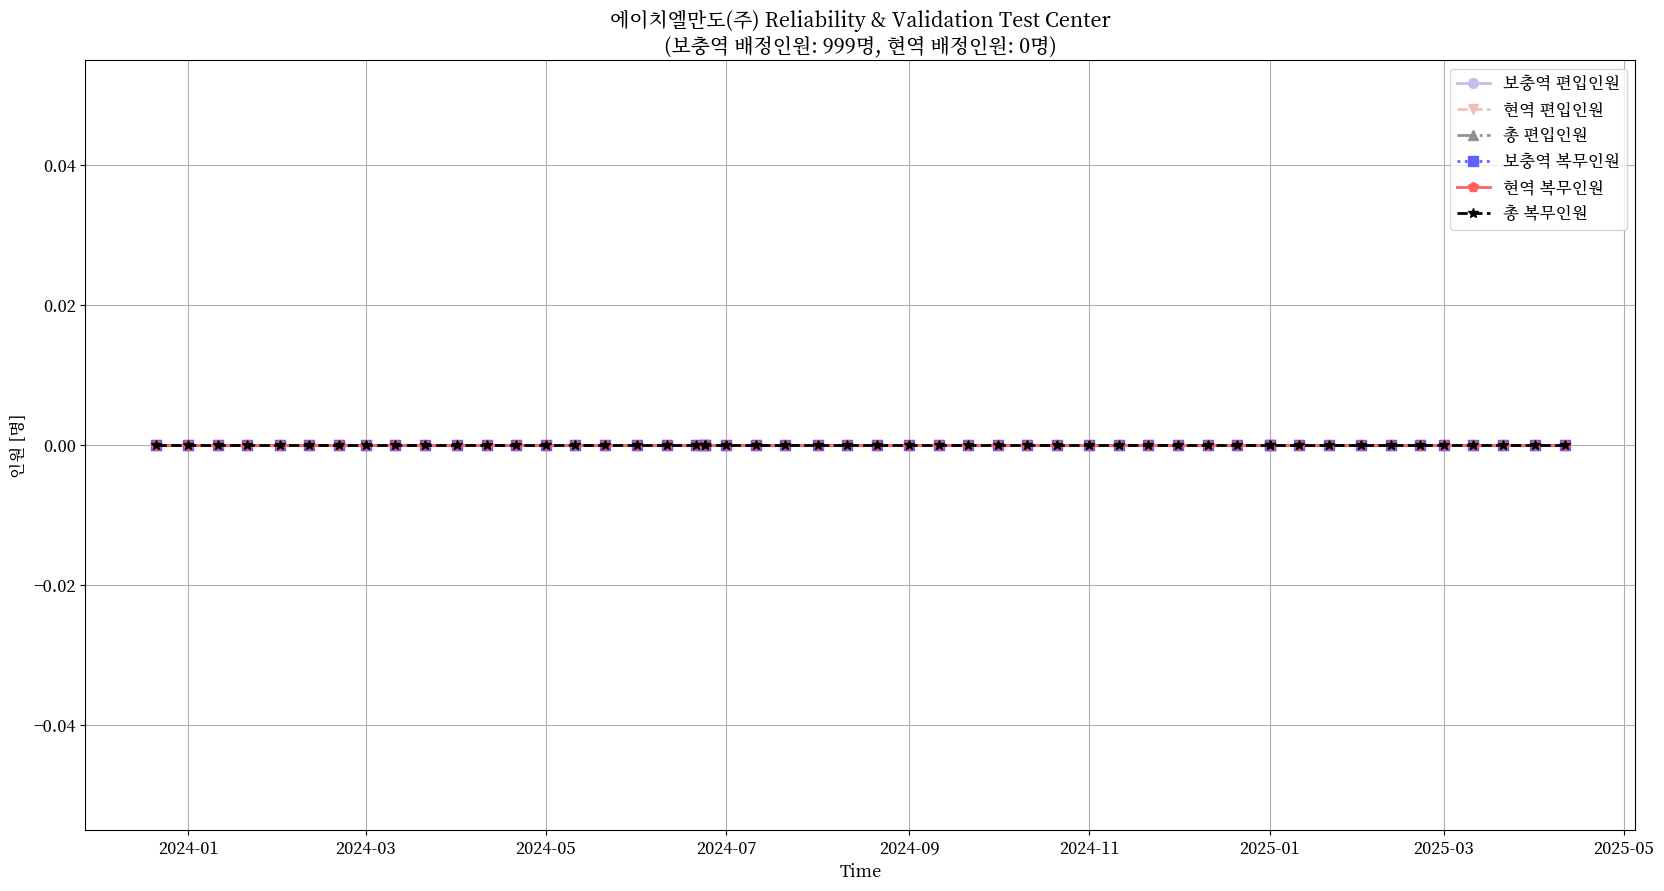 에이치엘만도(주) Reliability & Validation Test Center
(보충역 배정인원: 999명, 현역 배정인원: 0명)
보충역 편입인원
현역 편입인원
총 편입인원
보충역 복무인원
현역 복무인원
총 복무인원
인원 [명]
0.04
0.02
0.00
−0.02
−0.04
2024-01
2024-03
2024-05
2024-07
2024-09
2024-11
2025-01
2025-03
2025-05
Time